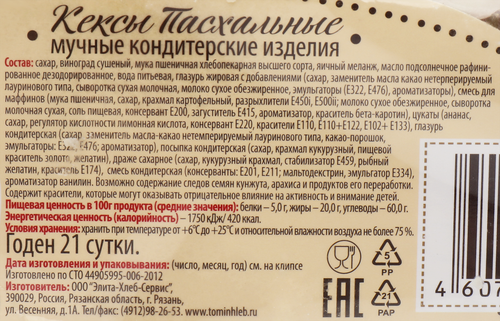 Кексы Пасхальные
мучные кондитерские изделия
Состав: сахар, виноград сушеный, мука пшеничная хлебопекарная высшего сорта, яичный меланж, масло подсолнечное рафини-
рованное дезодорированное, вода питьевая, глазурь жировая с добавлениями (сахар, заменитель масла какао нетемперируемый
лауринового типа, сыворотка сухая молочная, молоко сухое обезжиренное, эмульгаторы (Е322, Е476), ароматизаторы), смесь для
маффинов (мука пшеничная, сахар, крахмал картофельный, разрыхлители Е450i, Е500ii; молоко сухое обезжиренное, сыворотка
молочная сухая, соль пищевая, консервант Е200, загуститель Е415, ароматизатор, краситель бета-каротин), цукаты (ананас,
сахар, регулятор кислотности лимонная кислота, консервант Е220, красители Е110, Е110+Е122, Е102+ Е133), глазурь
кондитерская (сахар, заменитель масла-какао нетемперируемый лауринового типа, какао-порошок,
эмульгаторы: Е322, Е476; ароматизатор), посыпка кондитерская (сахар, крахмал кукурузный, пищевой
краситель золото, желатин), драже сахарное (сахар, кукурузный крахмал, стабилизатор Е459, рыбный
желатин, краситель Е174), смесь кондитерская (консерванты: Е201, Е211; мальтодекстрин, эмульгатор Е334),
ароматизатор ванилин. Возможно содержание следов семян кунжута, арахиса и продуктов его переработки.
Содержит красители, которые могут оказывать отрицательное влияние на активность и внимание детей.
Пищевая ценность в 100г продукта (средние значения): белки – 5,0 г, жиры – 20,0 г, углеводы – 60,0 г.
Энергетическая ценность (калорийность) – 1750 кДж/ 420 ккал.
Условия хранения: хранить при температуре от +6°С до +25°С и относительной влажности воздуха не более 75 %.
Годен 21 сутки.
Дата изготовления и упаковывания: (число, месяц, год) см. на клипсе
Изготовлено по СТО 44905995-006-2012
Изготовитель: ООО "Элита-Хлеб-Сервис",
390029, Россия, Рязанская область, г. Рязань,
ул. Весенняя, д.1А. Тел./факс: (4912)98-26-53. www.tominhleb.ru
5
PP
EAC
21
PAP
4 607